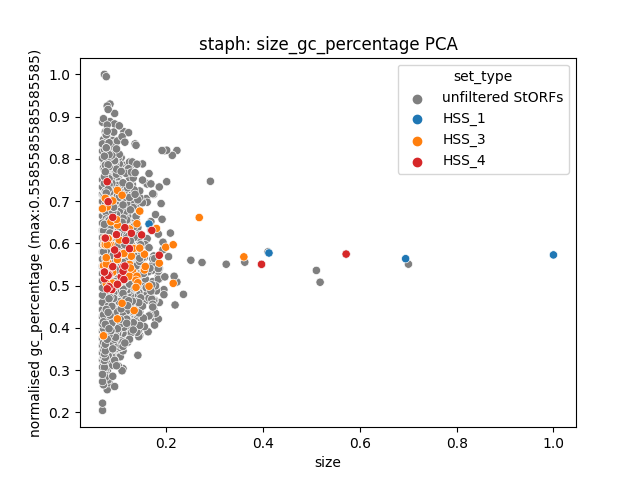 staph: size_gc_percentage PCA
normalised gc_percentage (max:0.5585585585585585)
1.0
0.9
0.8
0.7
0.6
0.5
0.4
0.3
0.2
set_type
unfiltered StORFs
HSS_1
HSS_3
HSS_4
0.2
0.4
0.6
0.8
1.0
size